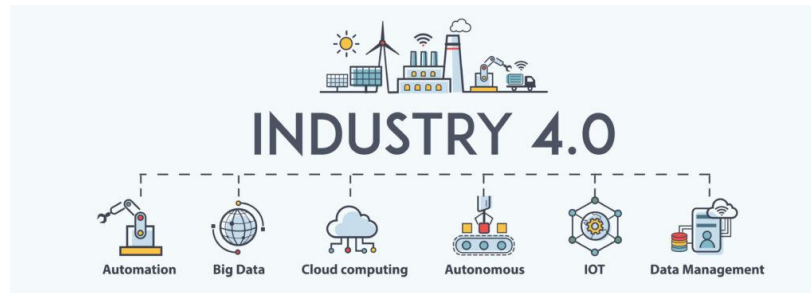 INDUSTRY 4.0
Automation
Big Data
Cloud computing
Autonomous
IOT
Data Management